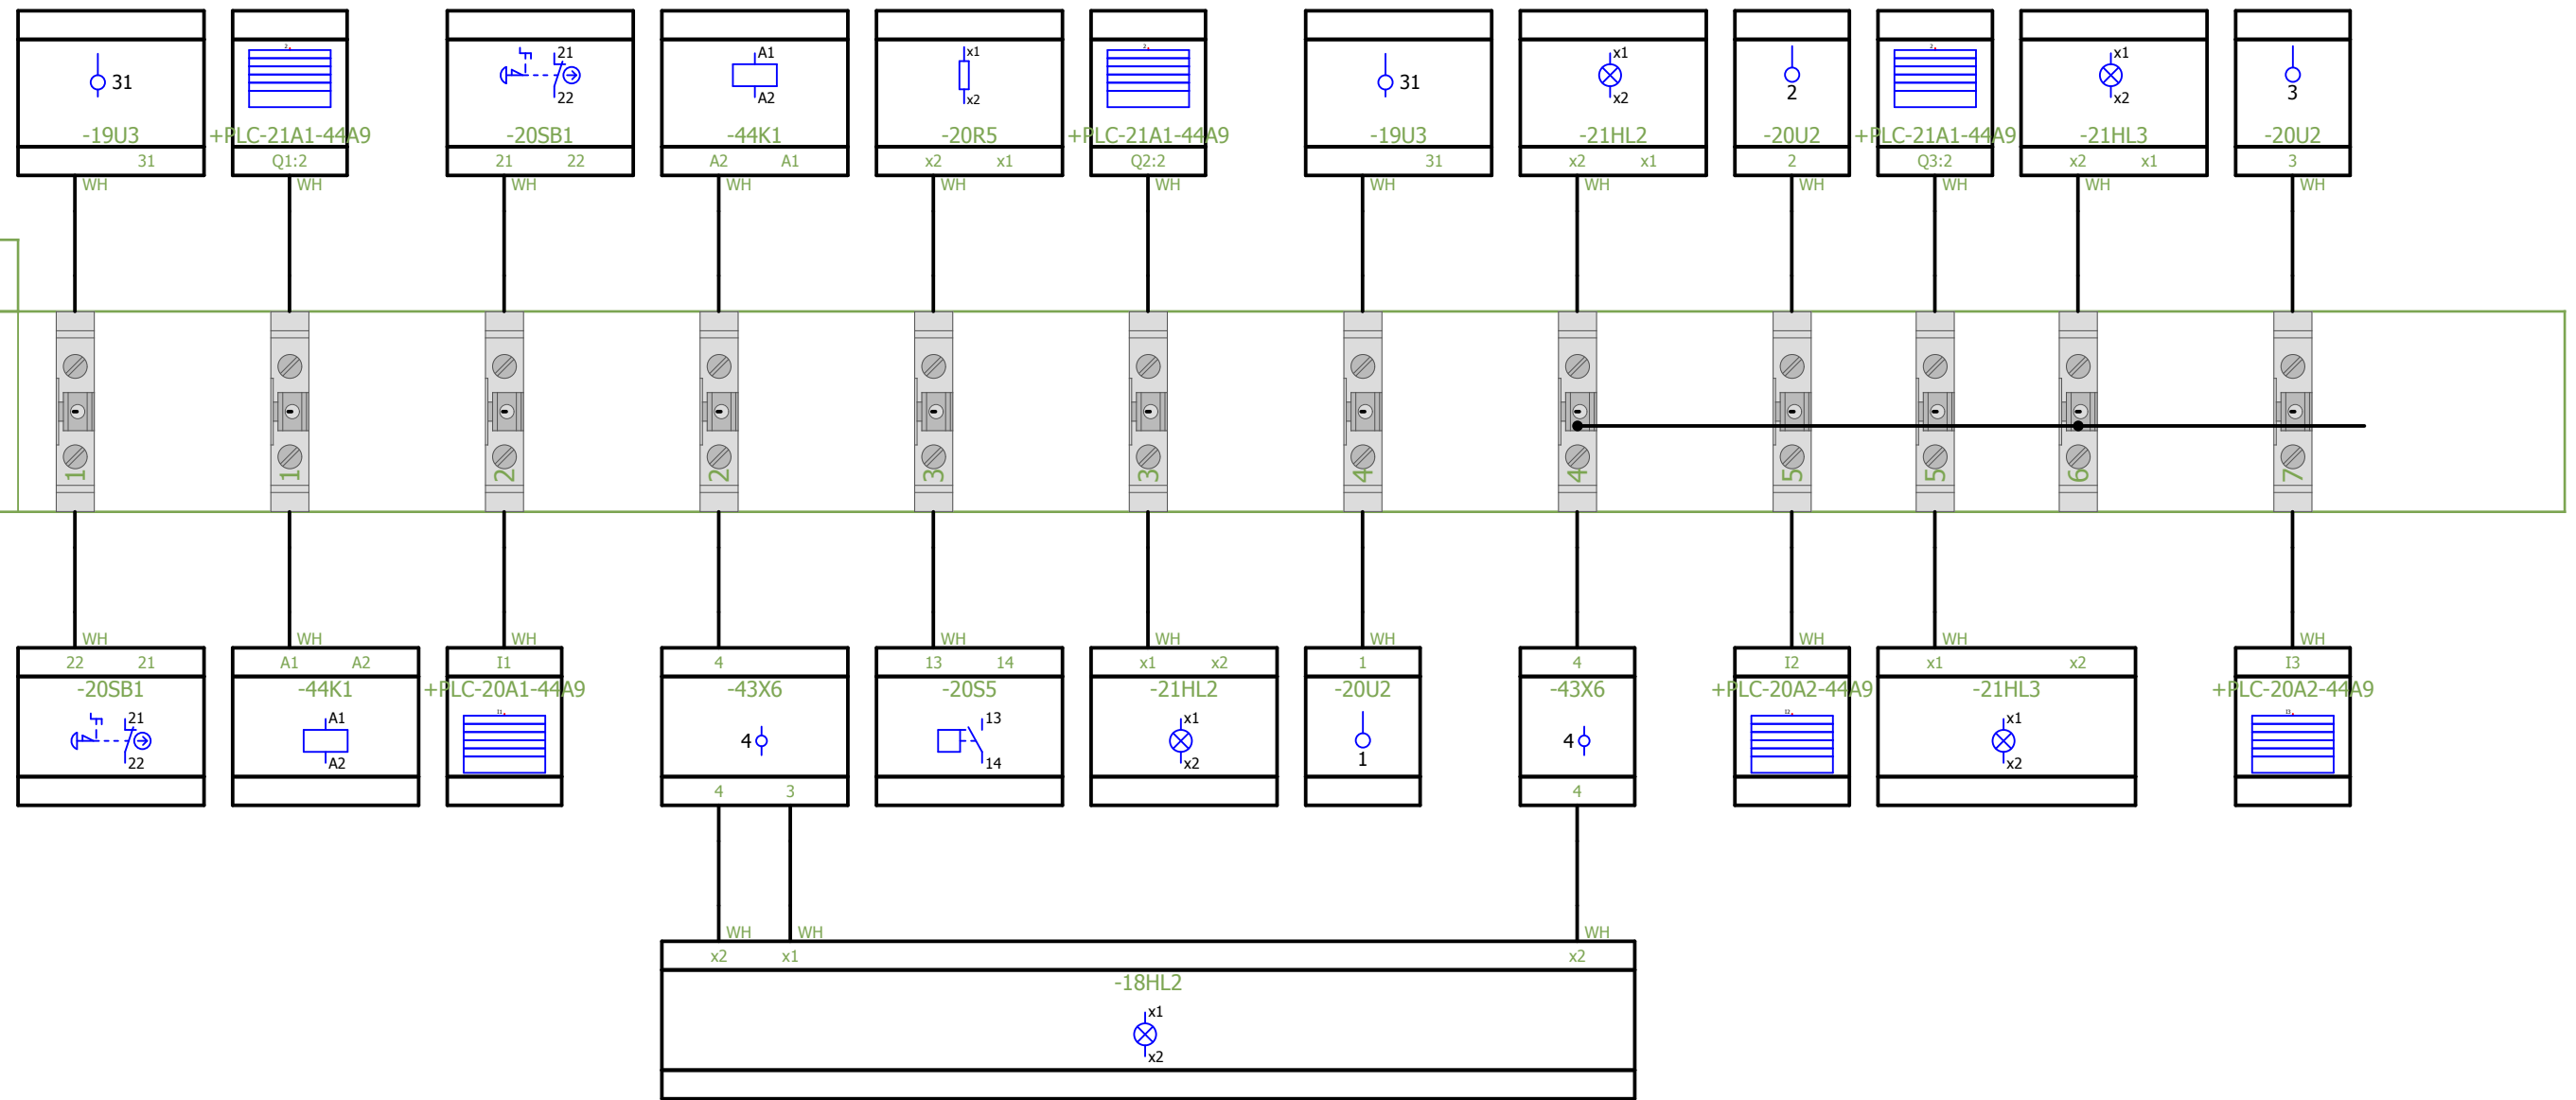 31
-19U3
31
WH
2
+PLC-21A1-44A9
Q1:2
WH
21
22
-20SB1
21 22
WH
A1
A2
-44K1
A2 A1
WH
x1
x2
-20R5
x2 x1
WH
2
+PLC-21A1-44A9
Q2:2
WH
31
-19U3
31
WH
x1
x2
-21HL2
x2 x1
WH
2
-20U2
2
WH
2
+PLC-21A1-44A9
Q3:2
WH
x1
x2
-21HL3
x2 x1
WH
3
-20U2
3
WH
1 1 2 2 3 3 4 4 5 5 6 7
WH
22 21
-20SB1
21
22
WH
A1 A2
-44K1
A1
A2
WH
I1
+PLC-20A1-44A9
I1
4
-43X6
4
4 3
WH
13 14
-20S5
13
14
WH
x1 x2
-21HL2
x1
x2
WH
1
-20U2
1
4
-43X6
4
4
WH
I2
+PLC-20A2-44A9
I2
WH
x1 x2
-21HL3
x1
x2
WH
I3
+PLC-20A2-44A9
I3
WH WH WH
x2 x1 x2
-18HL2
x1
x2